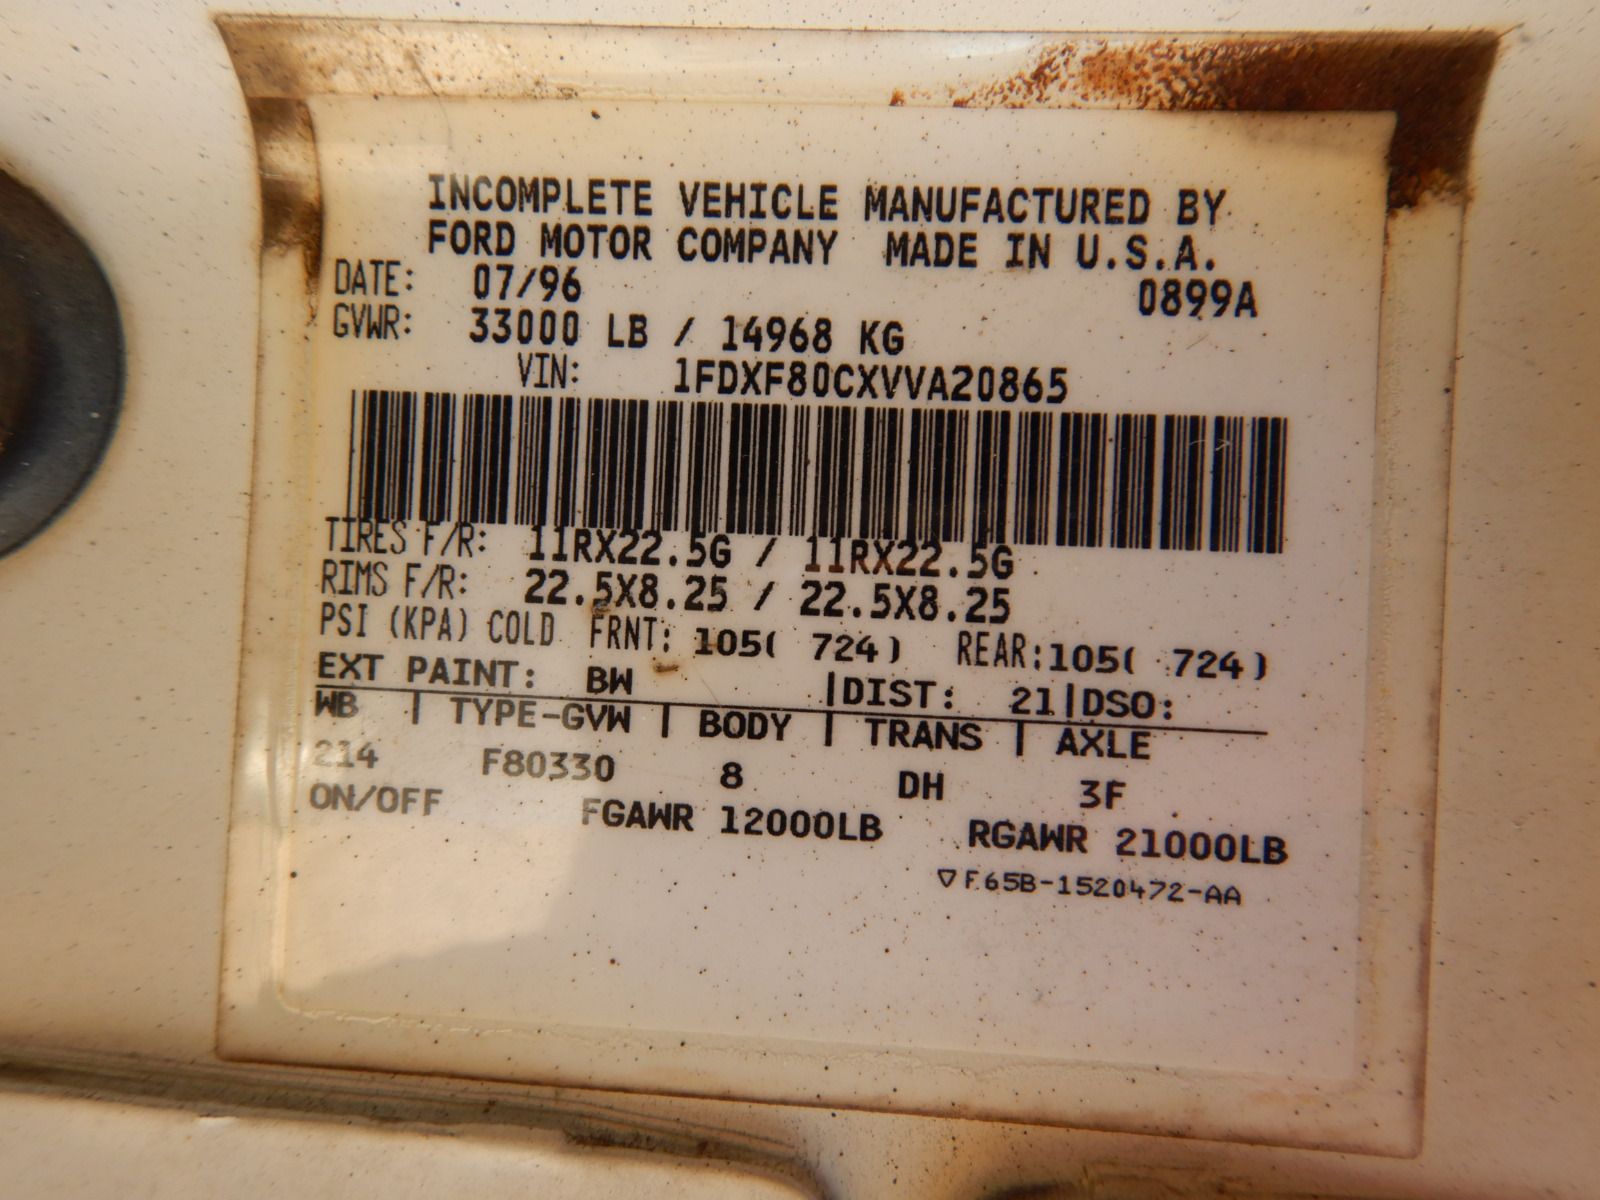 INCOMPLETE VEHICLE MANUFACTURED BY
FORD MOTOR COMPANY MADE IN U.S.A.
DATE: 07/96 0899A
GVWR: 33000 LB / 14968 KG
VIN: 1FDXF80CXVVA20865
TIRES F/R: 11RX22.5G / 11RX22.5G
RIMS F/R: 22.5X8.25 / 22.5X8.25
PSI (KPA) COLD FRNT: 105( 724) REAR:105( 724)
EXT PAINT: BW |DIST: 21|DSO:
WB | TYPE-GVW | BODY | TRANS | AXLE
214 F80330 8 DH 3F
ON/OFF FGAWR 12000LB RGAWR 21000LB
▽ F65B-1520472-AA